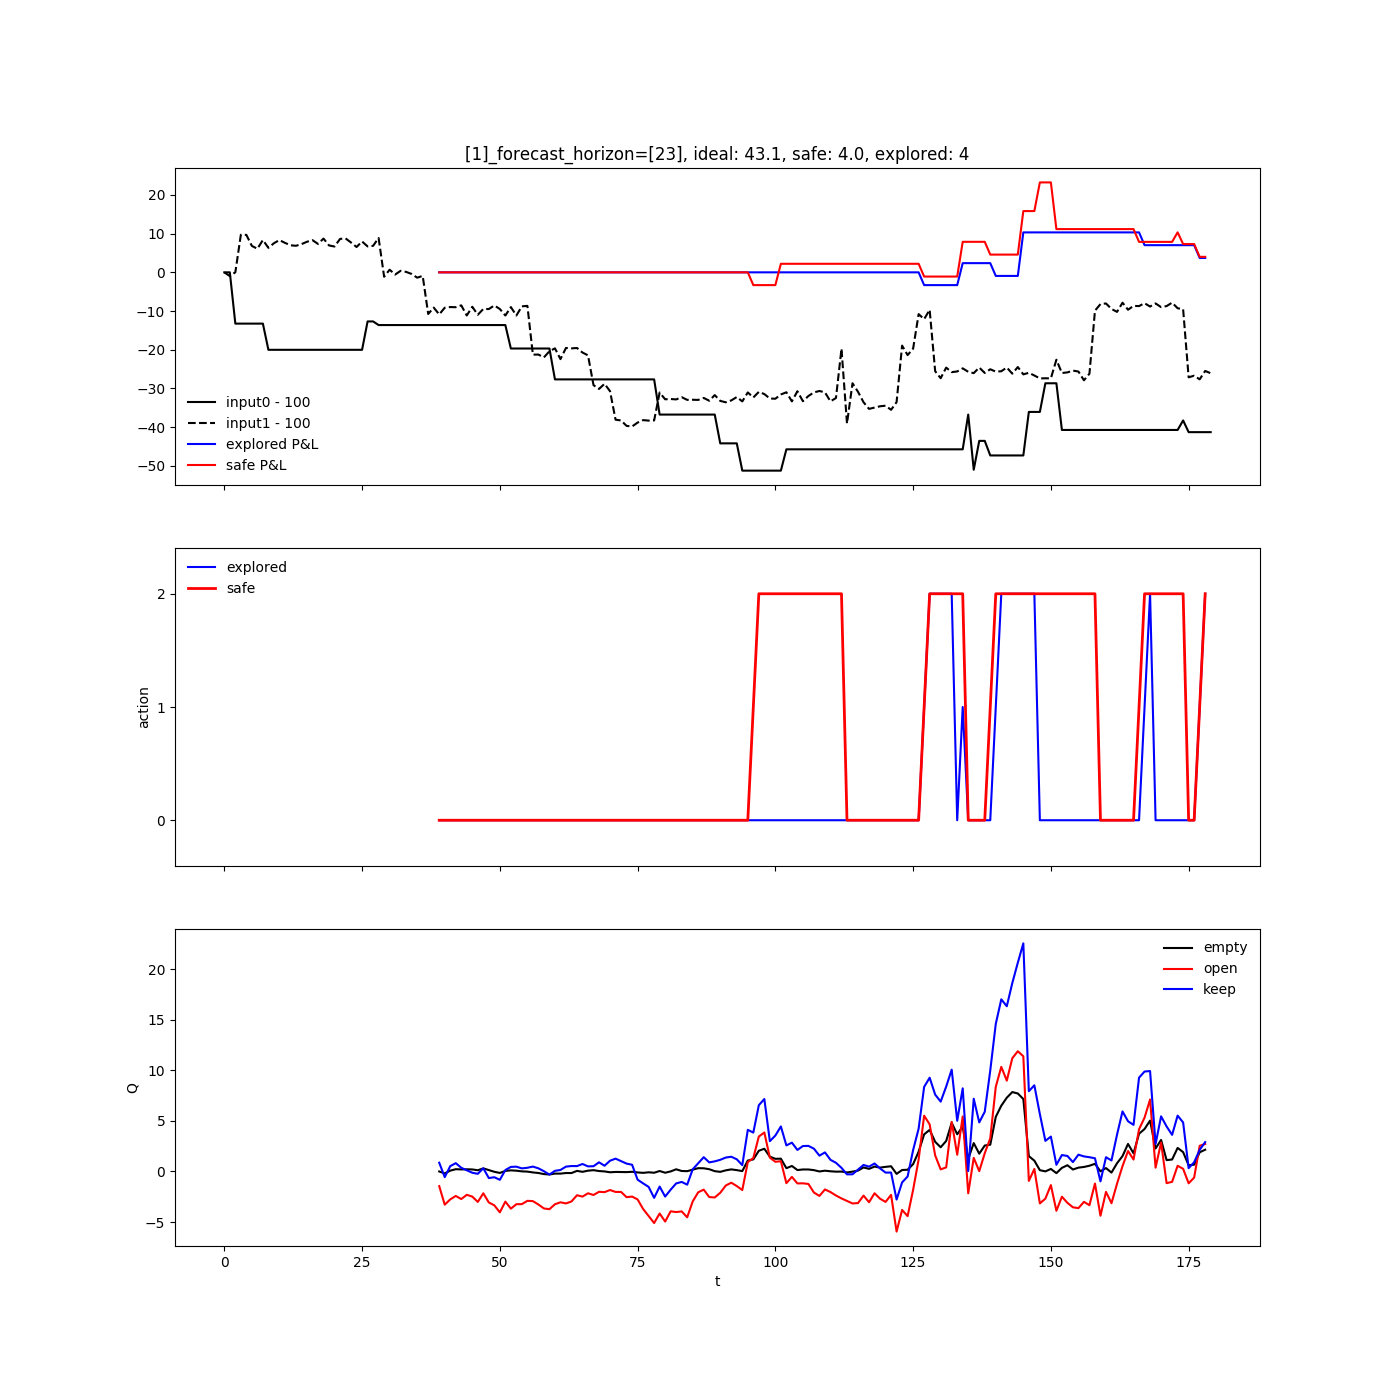 [1]_forecast_horizon=[23], ideal: 43.1, safe: 4.0, explored: 4
20
10
0
−10
−20
−30
−40
−50
input0 - 100
input1 - 100
explored P&L
safe P&L
explored
safe
2
1
0
action
empty
open
keep
20
15
10
5
0
−5
Q
0 25 50 75 100 125 150 175
t